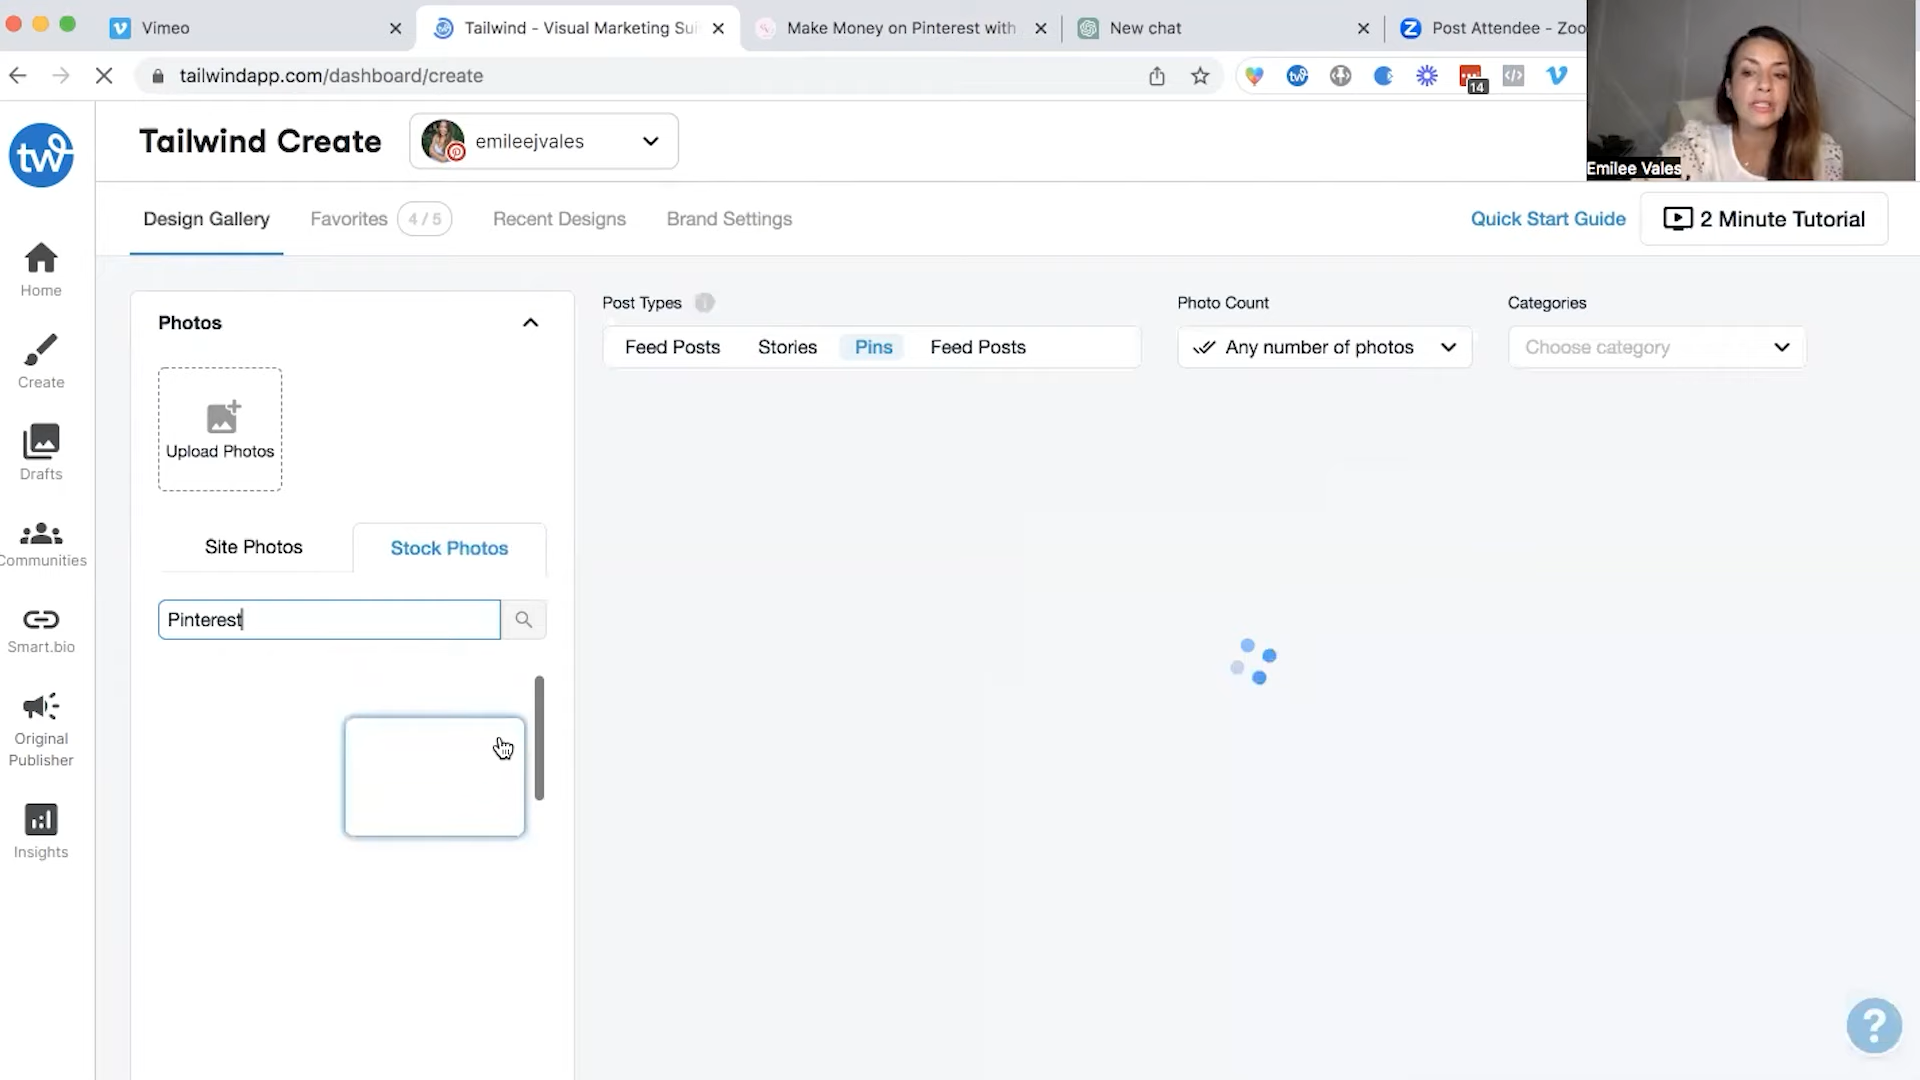 Vimeo
Tailwind - Visual Marketing Sui
Make Money on Pinterest with
New chat
Post Attendee - Zoo
tailwindapp.com/dashboard/create
14
Emilee Vales
tw
Tailwind Create
emileejvales
Design Gallery
Favorites
4 / 5
Recent Designs
Brand Settings
Quick Start Guide
2 Minute Tutorial
Home
Create
Drafts
Communities
Smart.bio
Original
Publisher
Insights
Photos
Upload Photos
Site Photos
Stock Photos
Pinterest
Post Types
Feed Posts
Stories
Pins
Feed Posts
Photo Count
Any number of photos
Categories
Choose category
?